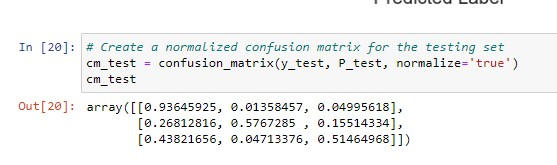 Predicted Label
In [20]: # Create a normalized confusion matrix for the testing set
cm_test = confusion_matrix(y_test, P_test, normalize='true')
cm_test
Out[20]: array([[0.93645925, 0.01358457, 0.04995618],
[0.26812816, 0.5767285 , 0.15514334],
[0.43821656, 0.04713376, 0.51464968]])